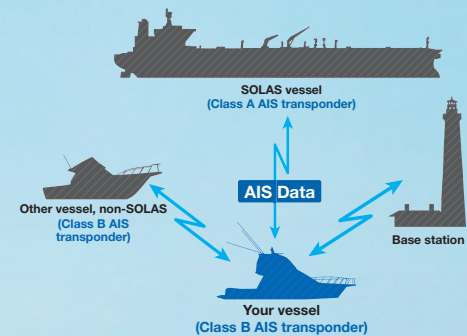 SOLAS vessel
(Class A AIS transponder)
AIS Data
Other vessel, non-SOLAS
(Class B AIS
transponder)
Base station
Your vessel
(Class B AIS transponder)